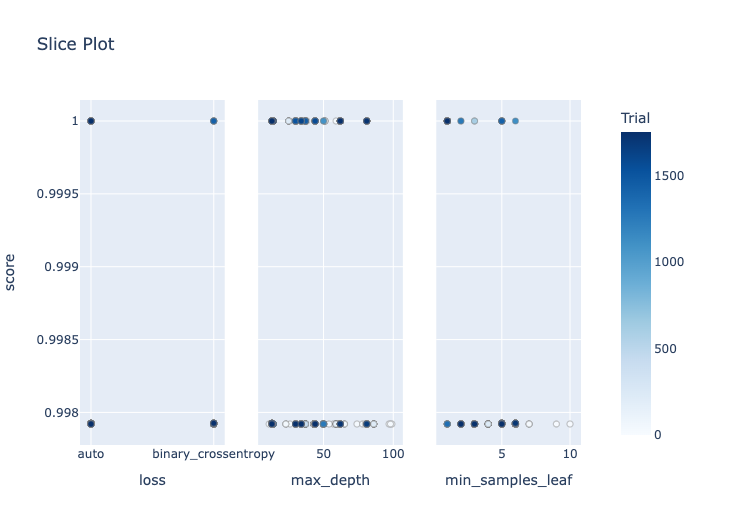 Slice Plot
score
1
0.9995
0.999
0.9985
0.998
auto binary_crossentropy
loss
50 100
max_depth
5 10
min_samples_leaf
Trial
1500
1000
500
0